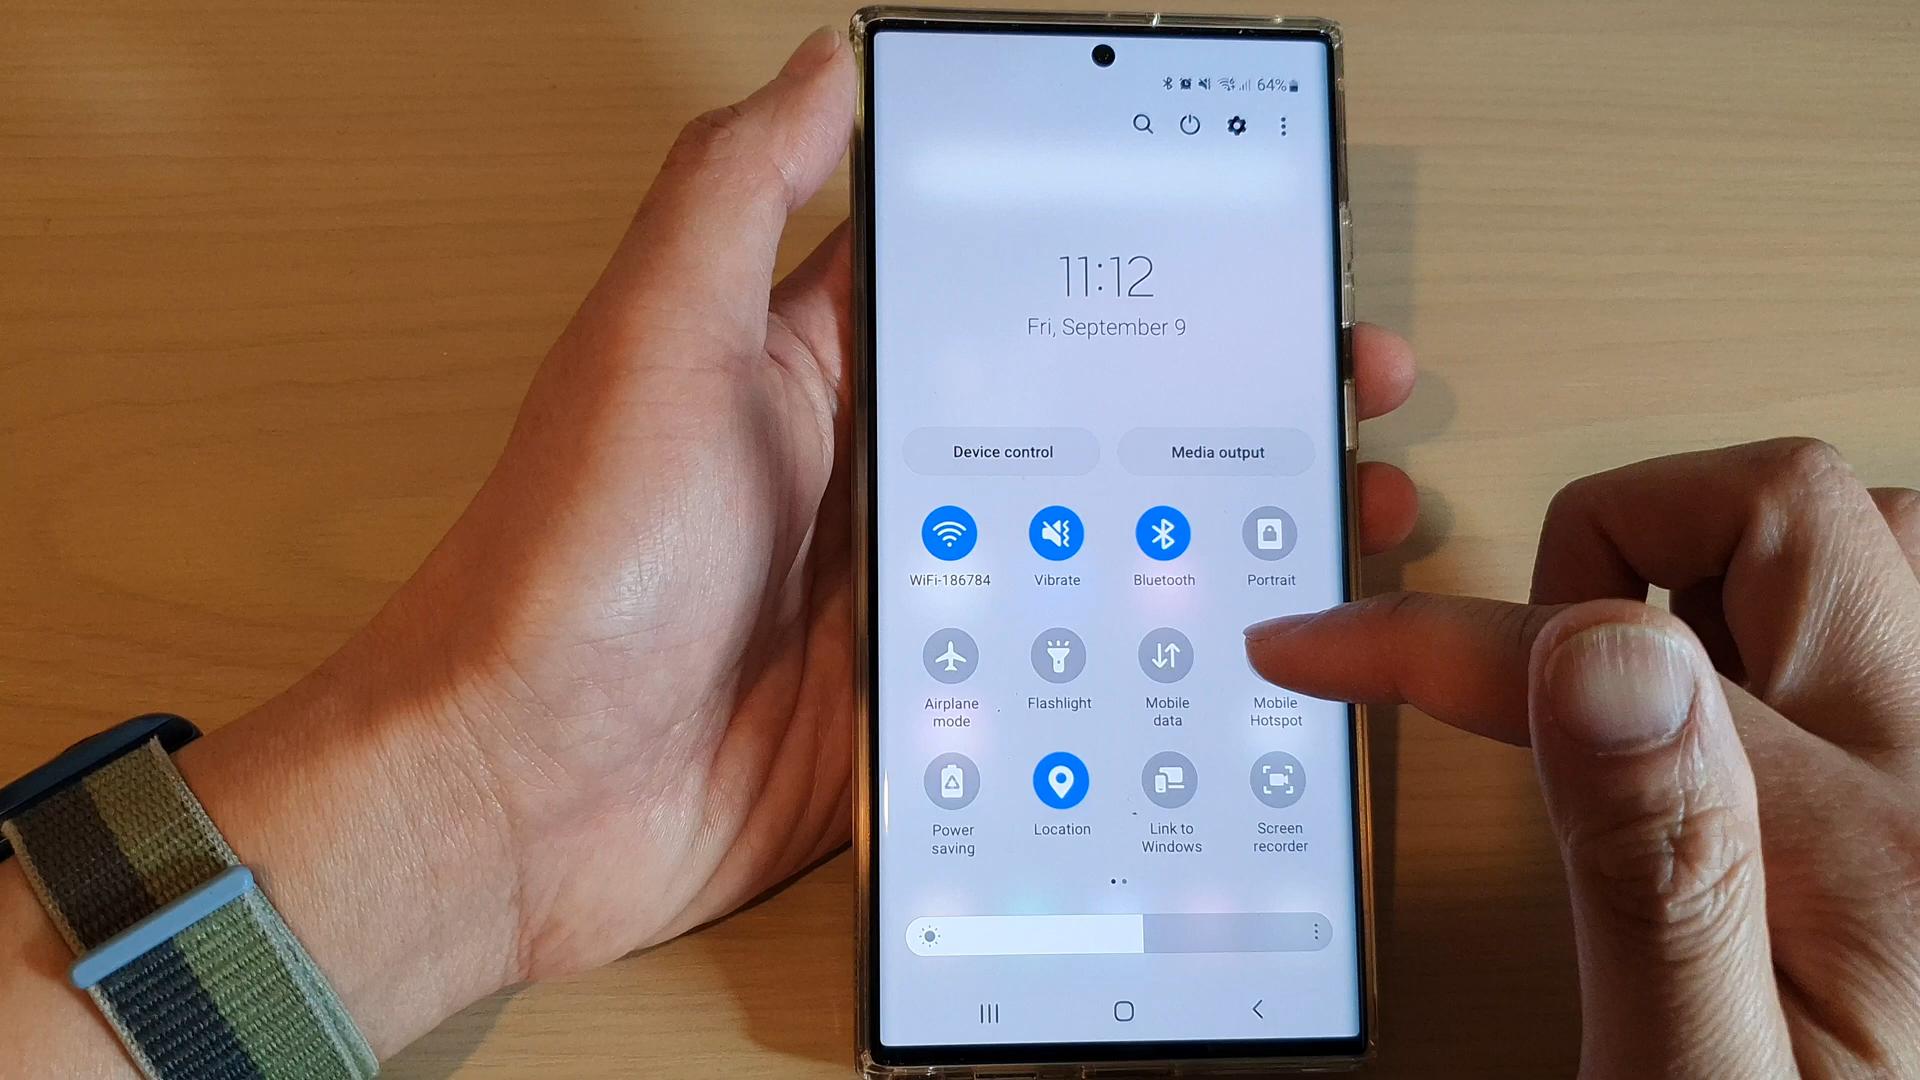 64%
11:12
Fri, September 9
Device control
Media output
WiFi-186784
Vibrate
Bluetooth
Portrait
Airplane
mode
Flashlight
Mobile
data
Mobile
Hotspot
Power
saving
Location
Link to
Windows
Screen
recorder